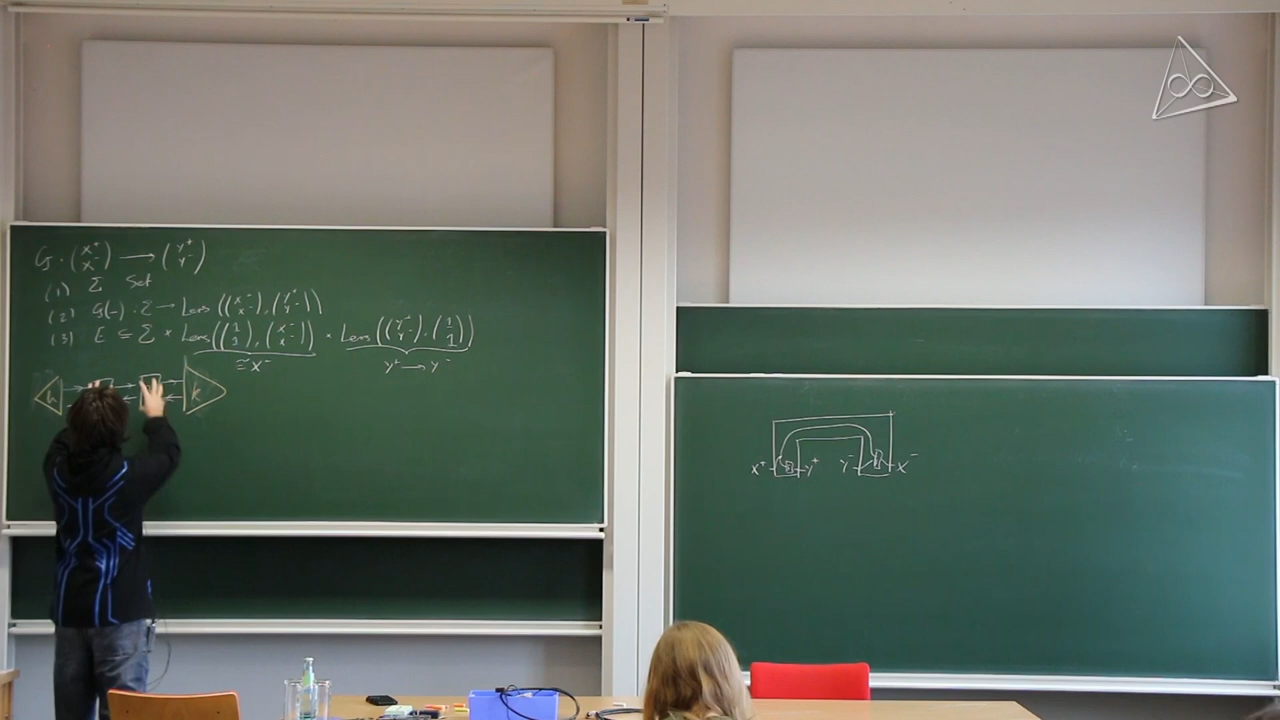 G : (X⁺ X⁻) → (Y⁺ Y⁻)
(1) Σ Set
(2) G(-) : Σ → Lens((X⁺ X⁻), (Y⁺ Y⁻))
(3) E ⊆ Σ × Lens((1 1), (X⁺ X⁻)) × Lens((Y⁺ Y⁻), (1 1))
≅ X⁺ Y⁺ → Y⁻
h k
X⁺ Y⁺ Y⁻ X⁻